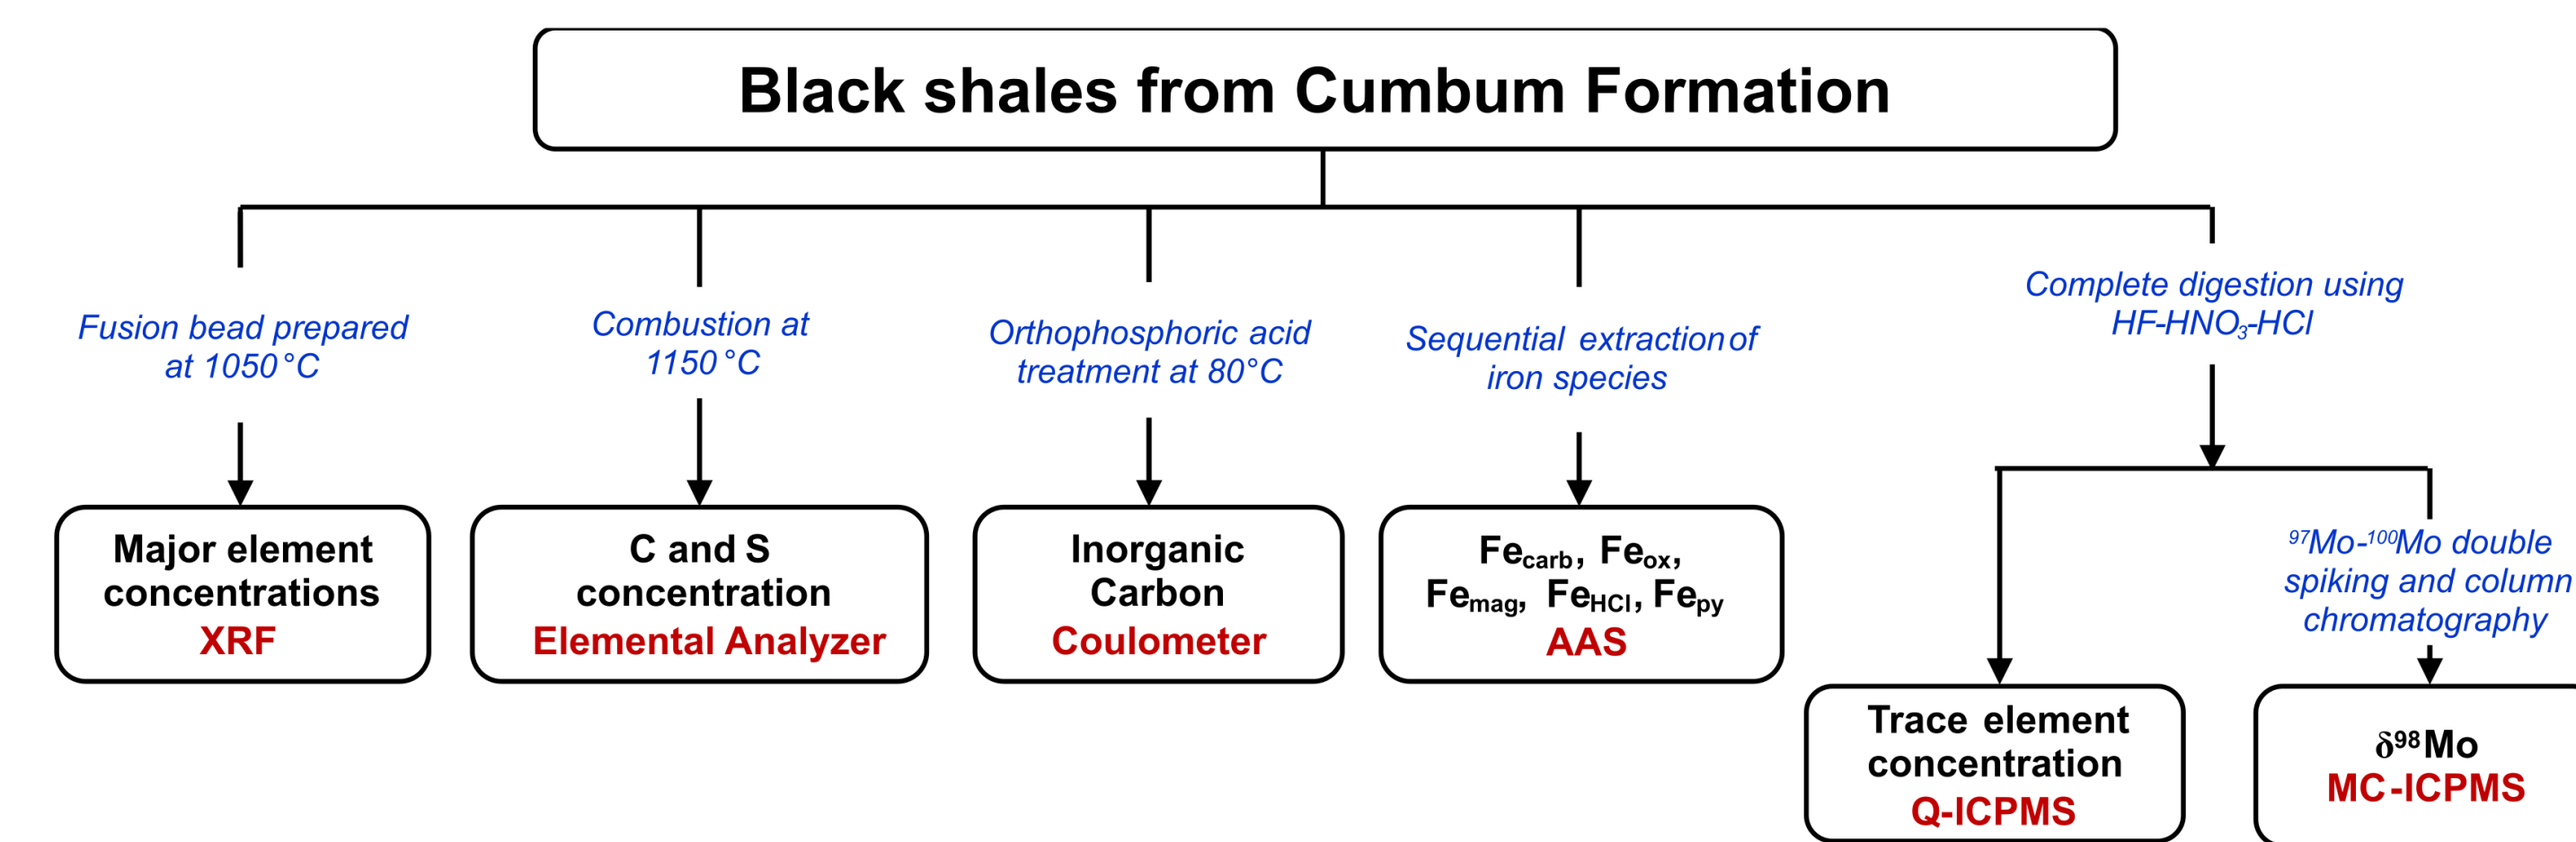 Black shales from Cumbum Formation
Fusion bead prepared
at 1050°C
Combustion at
1150°C
Orthophosphoric acid
treatment at 80°C
Sequential extraction of
iron species
Complete digestion using
HF-HNO₃-HCl
Major element
concentrations
XRF
C and S
concentration
Elemental Analyzer
Inorganic
Carbon
Coulometer
Fecarb, Feox,
Femag, FeHCl, Fepy
AAS
⁹⁷Mo-¹⁰⁰Mo double
spiking and column
chromatography
Trace element
concentration
Q-ICPMS
δ⁹⁸Mo
MC-ICPMS